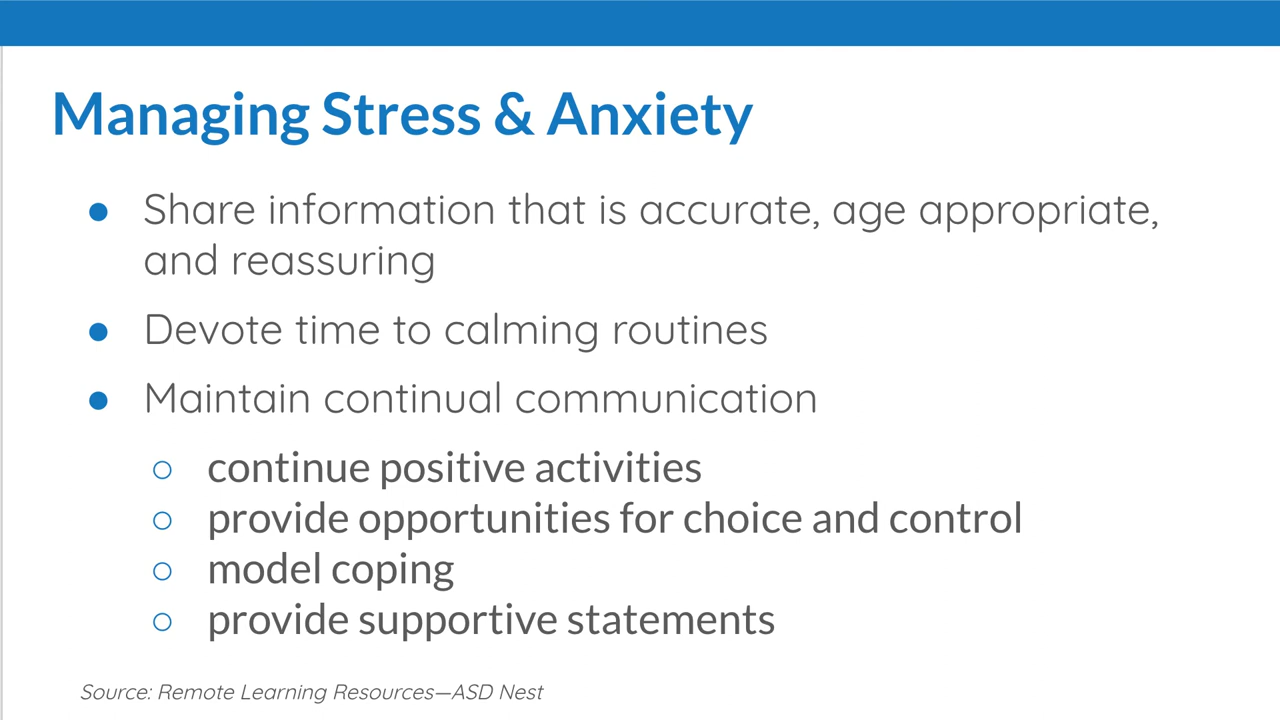 Managing Stress & Anxiety
● Share information that is accurate, age appropriate,
and reassuring
● Devote time to calming routines
● Maintain continual communication
○ continue positive activities
○ provide opportunities for choice and control
○ model coping
○ provide supportive statements
Source: Remote Learning Resources—ASD Nest